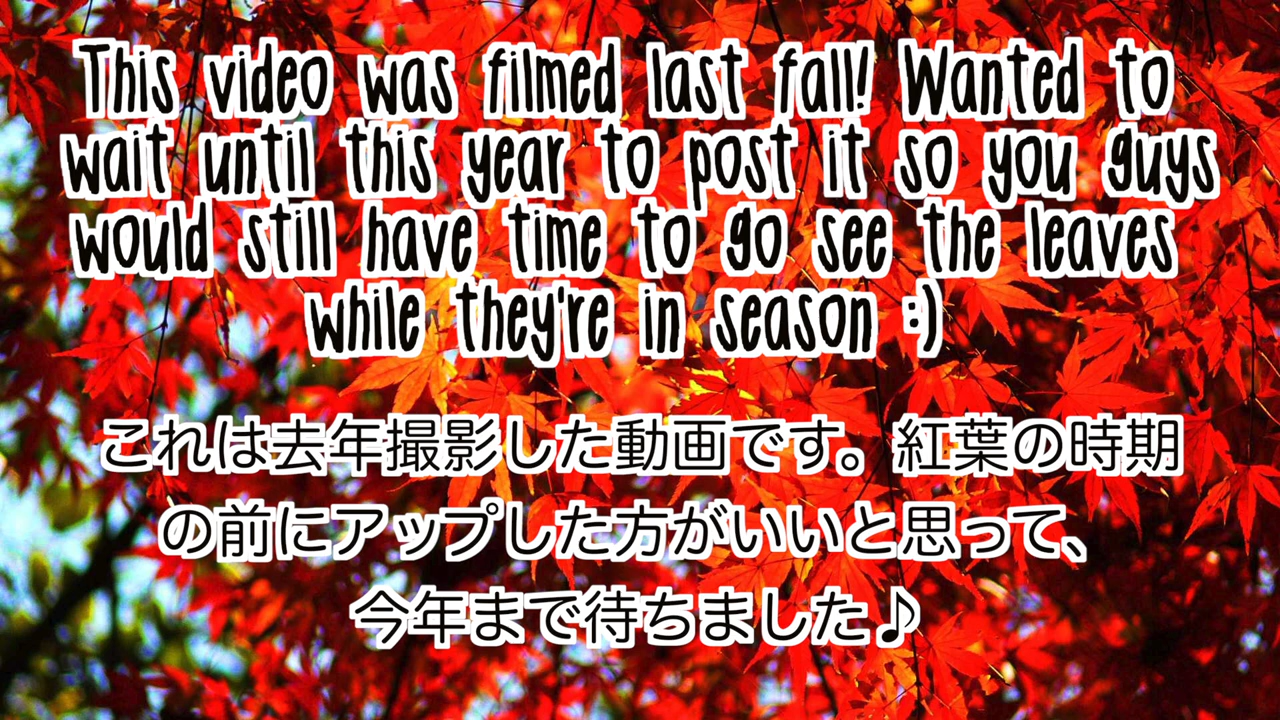 This video was filmed last fall! Wanted to
wait until this year to post it so you guys
would still have time to go see the leaves
while they're in season :)
これは去年撮影した動画です。紅葉の時期
の前にアップした方がいいと思って、
今年まで待ちました♪